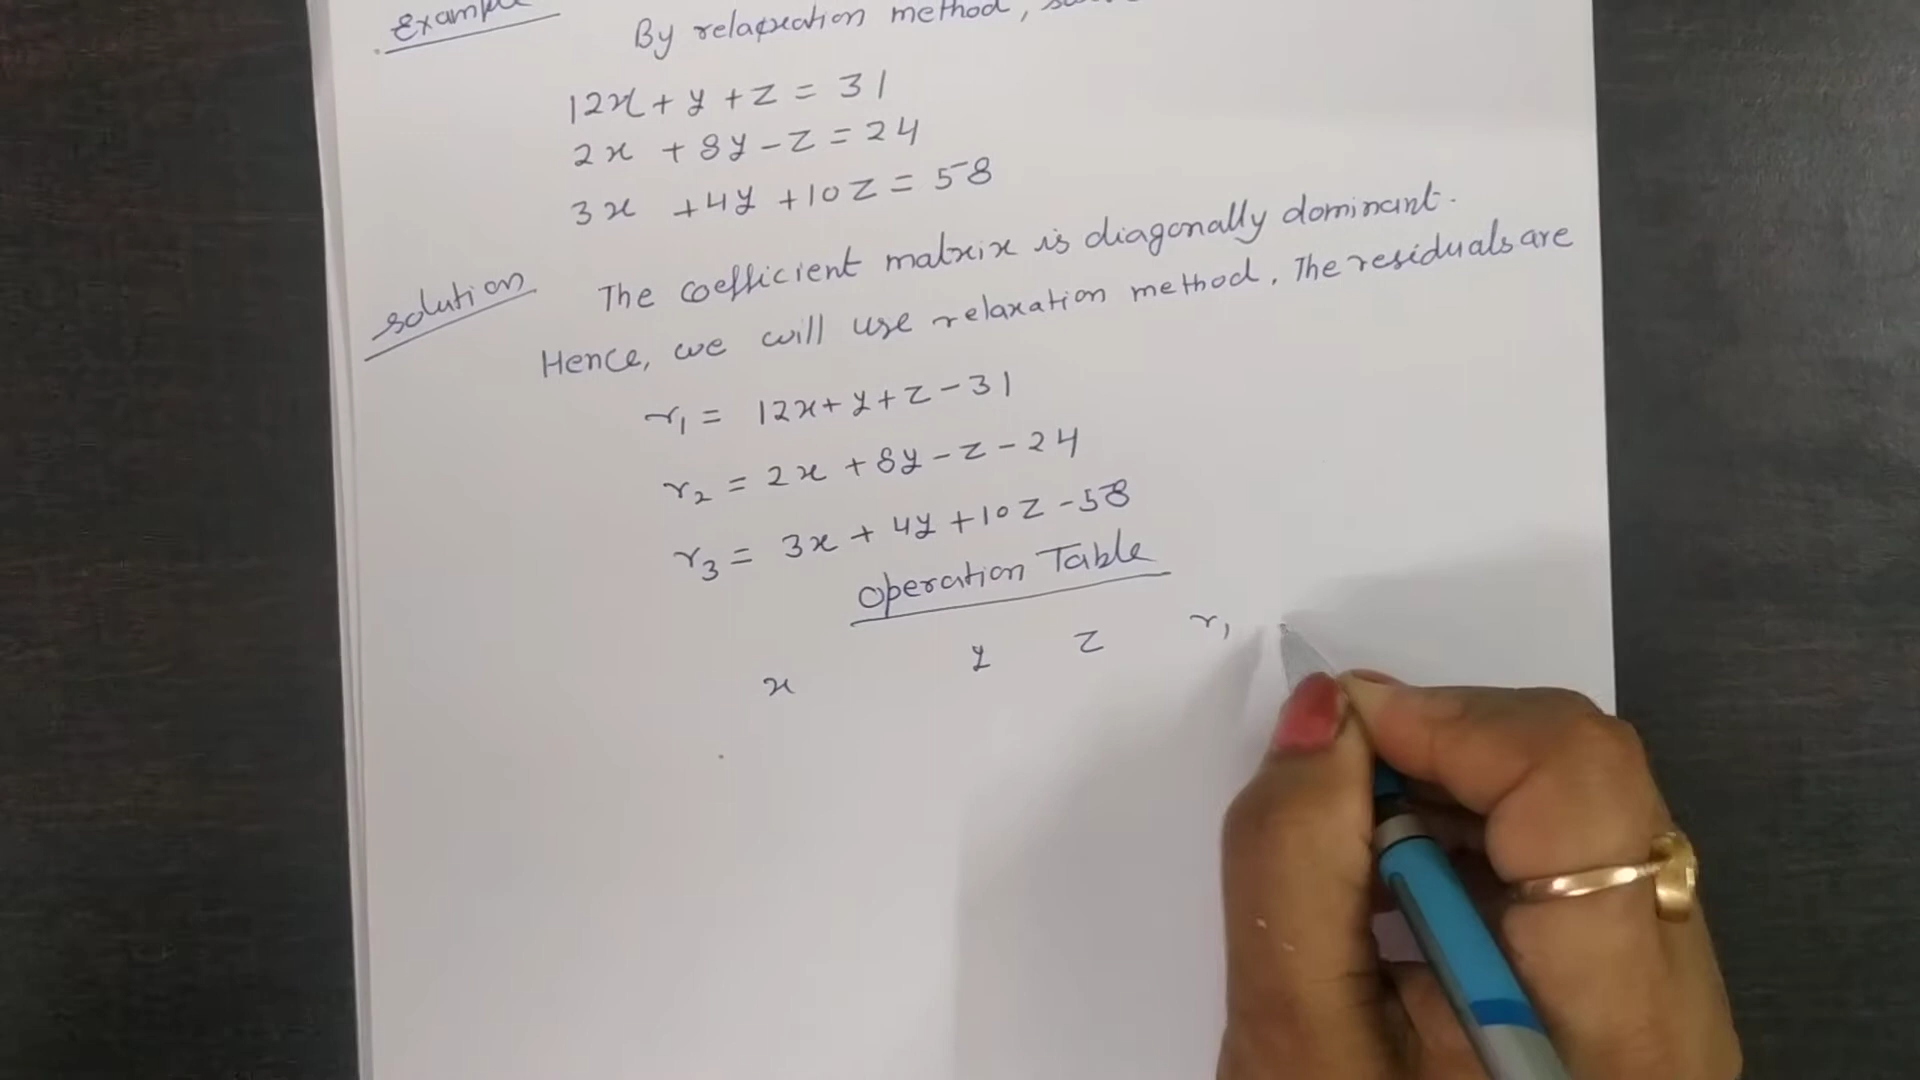 Example
By relaxation method,
12x + y + z = 31
2x + 8y - z = 24
3x + 4y + 10z = 58
Solution The coefficient matrix is diagonally dominant.
Hence, we will use relaxation method. The residuals are
r₁ = 12x + y + z - 31
r₂ = 2x + 8y - z - 24
r₃ = 3x + 4y + 10z - 58
Operation Table
x y z r₁